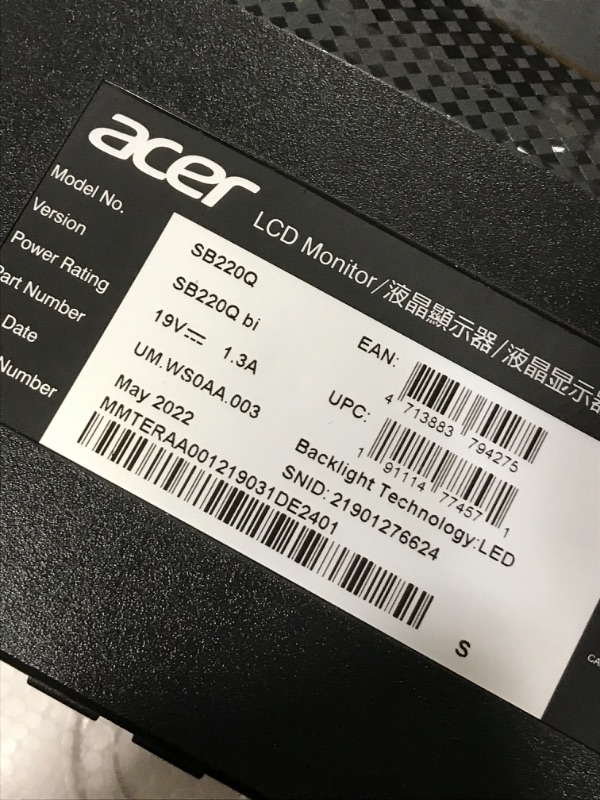 acer
LCD Monitor/液晶顯示器/液晶显示器
Model No. SB220Q
Version SB220Q bi
Power Rating 19V⎓ 1.3A
Part Number UM.WS0AA.003
Date May 2022
Number MMTERAA001219031DE2401
EAN:
4 713883 794275
UPC:
1 91114 77457 1
Backlight Technology:LED
SNID: 21901276624
S
CA